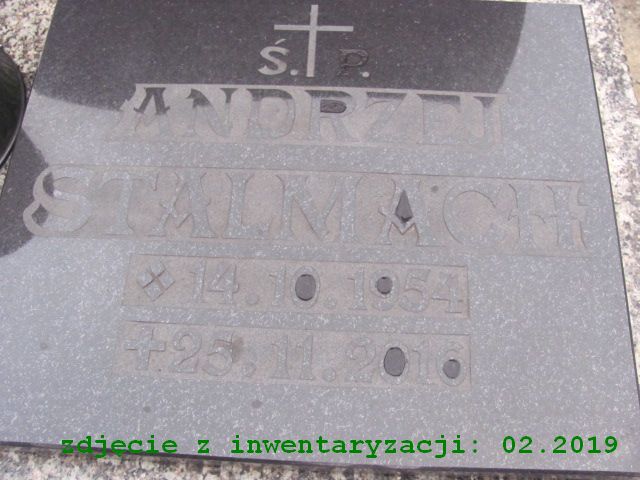 Ś. P.
ANDRZEJ
STALMACH
14.10.1954
25.11.2016
zdjęcie z inwentaryzacji: 02.2019